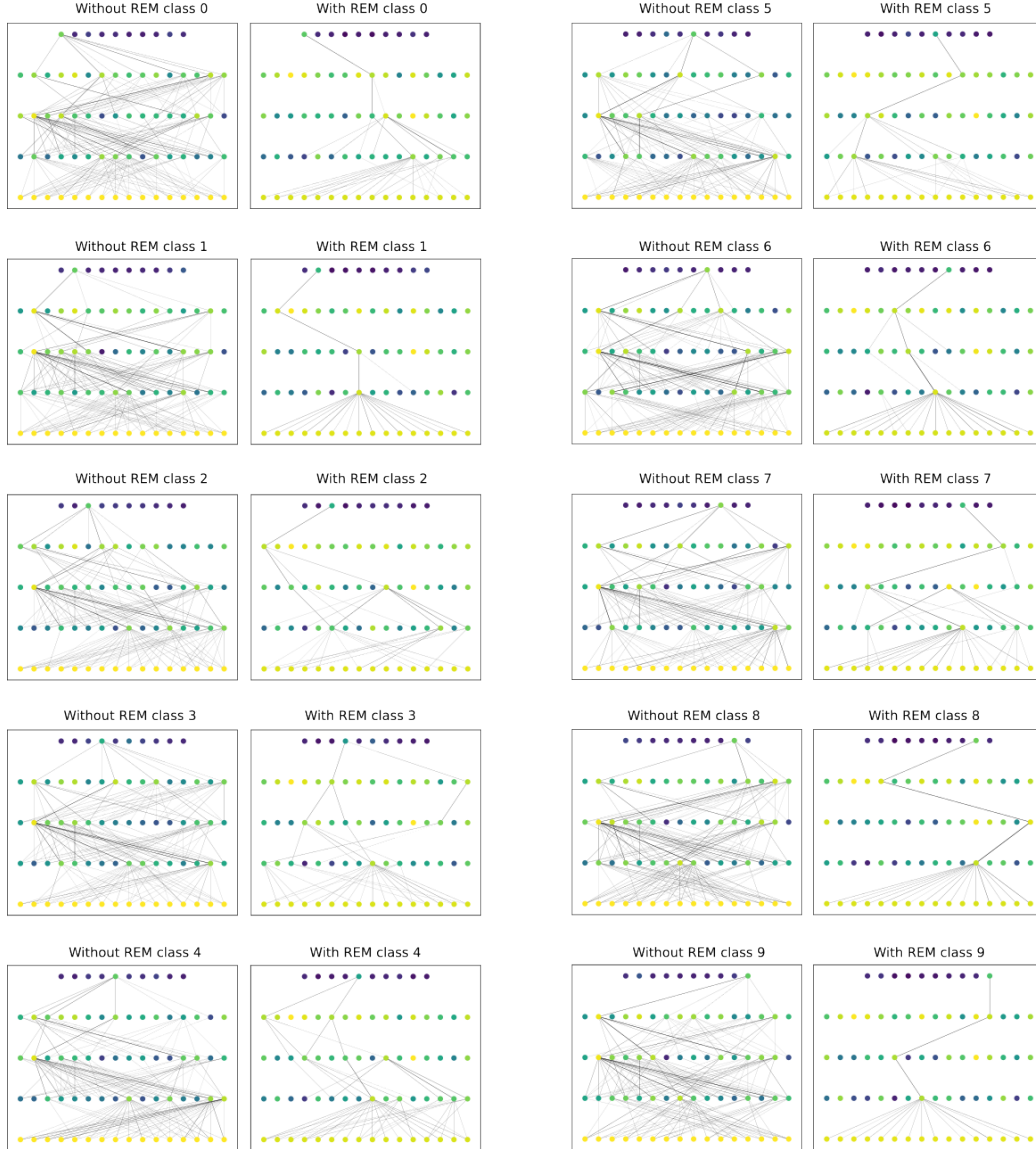 Without REM class 0
With REM class 0
Without REM class 5
With REM class 5
Without REM class 1
With REM class 1
Without REM class 6
With REM class 6
Without REM class 2
With REM class 2
Without REM class 7
With REM class 7
Without REM class 3
With REM class 3
Without REM class 8
With REM class 8
Without REM class 4
With REM class 4
Without REM class 9
With REM class 9